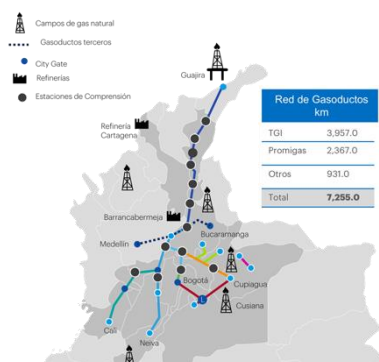 Campos de gas natural
Gasoductos terceros
City Gate
Refinerías
Estaciones de Comprensión
Guajira
Red de Gasoductos
km
TGI 3,957.0
Promigas 2,367.0
Otros 931.0
Total 7,255.0
Refinería
Cartagena
Barrancabermeja
Bucaramanga
Medellín
Bogotá
Cupiagua
Cusiana
Cali
Neiva